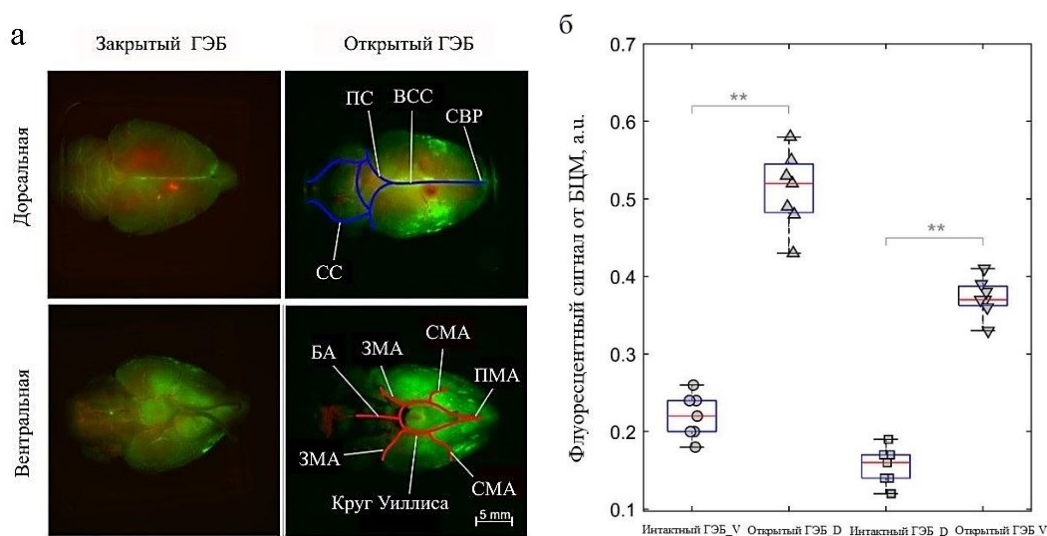 а
Закрытый ГЭБ
Открытый ГЭБ
Дорсальная
Вентральная
ПС
ВСС
СВР
СС
БА
ЗМА
СМА
ПМА
ЗМА
Круг Уиллиса
СМА
5 mm
б
Флуоресцентный сигнал от БЦМ, a.u.
0.7
0.6
0.5
0.4
0.3
0.2
0.1
**
**
Интактный ГЭБ_V
Открытый ГЭБ_D
Интактный ГЭБ_D
Открытый ГЭБ V